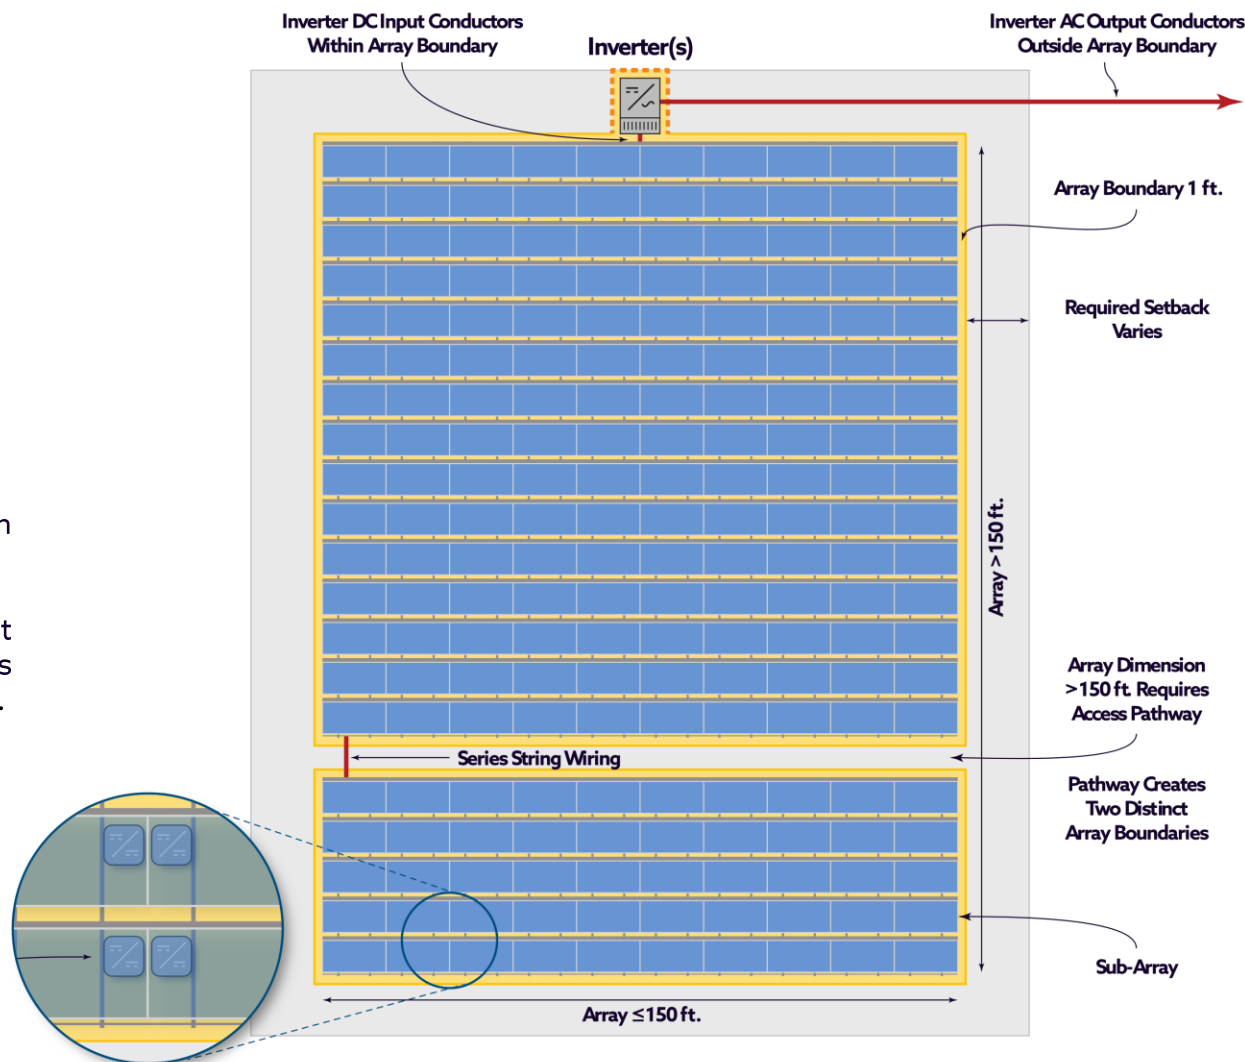 Inverter DC Input Conductors
Within Array Boundary
Inverter(s)
Inverter AC Output Conductors
Outside Array Boundary
Array Boundary 1 ft.
Required Setback
Varies
n
t
s
.
Array >150 ft.
Array Dimension
>150 ft. Requires
Access Pathway
Series String Wiring
Pathway Creates
Two Distinct
Array Boundaries
Sub-Array
Array ≤150 ft.